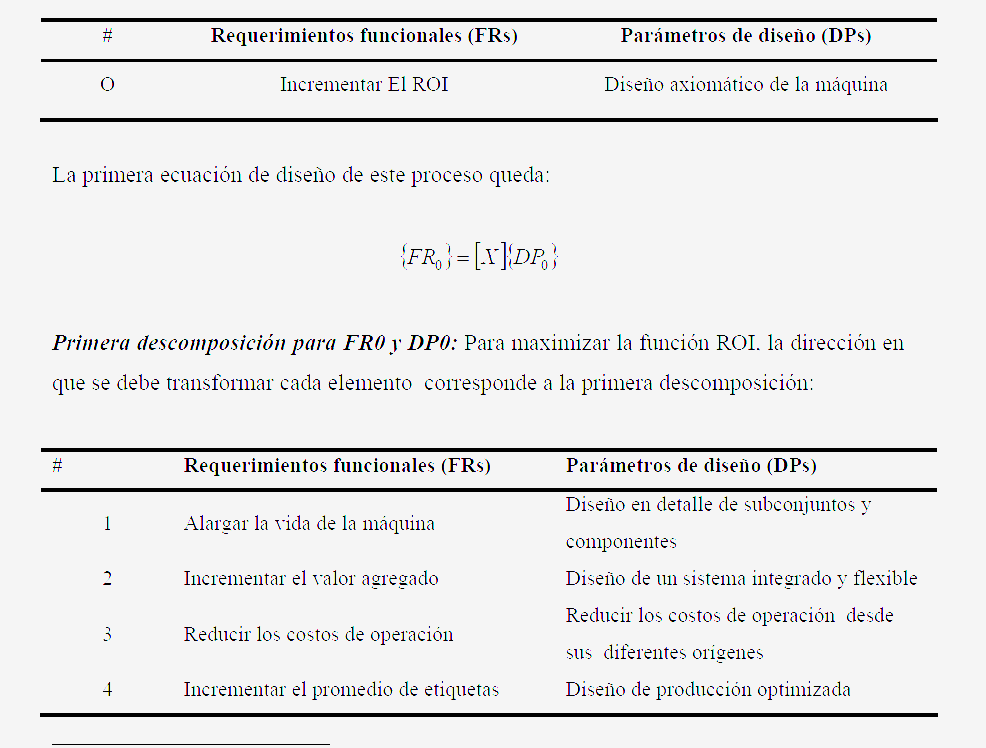 # Requerimientos funcionales (FRs) Parámetros de diseño (DPs)
O Incrementar El ROI Diseño axiomático de la máquina
La primera ecuación de diseño de este proceso queda:
{FR₀}=[X]{DP₀}
Primera descomposición para FR0 y DP0: Para maximizar la función ROI. la dirección en
que se debe transformar cada elemento corresponde a la primera descomposición:
# Requerimientos funcionales (FRs) Parámetros de diseño (DPs)
1 Alargar la vida de la máquina Diseño en detalle de subconjuntos y
componentes
2 Incrementar el valor agregado Diseño de un sistema integrado y flexible
3 Reducir los costos de operación Reducir los costos de operación desde
sus diferentes orígenes
4 Incrementar el promedio de etiquetas Diseño de producción optimizada